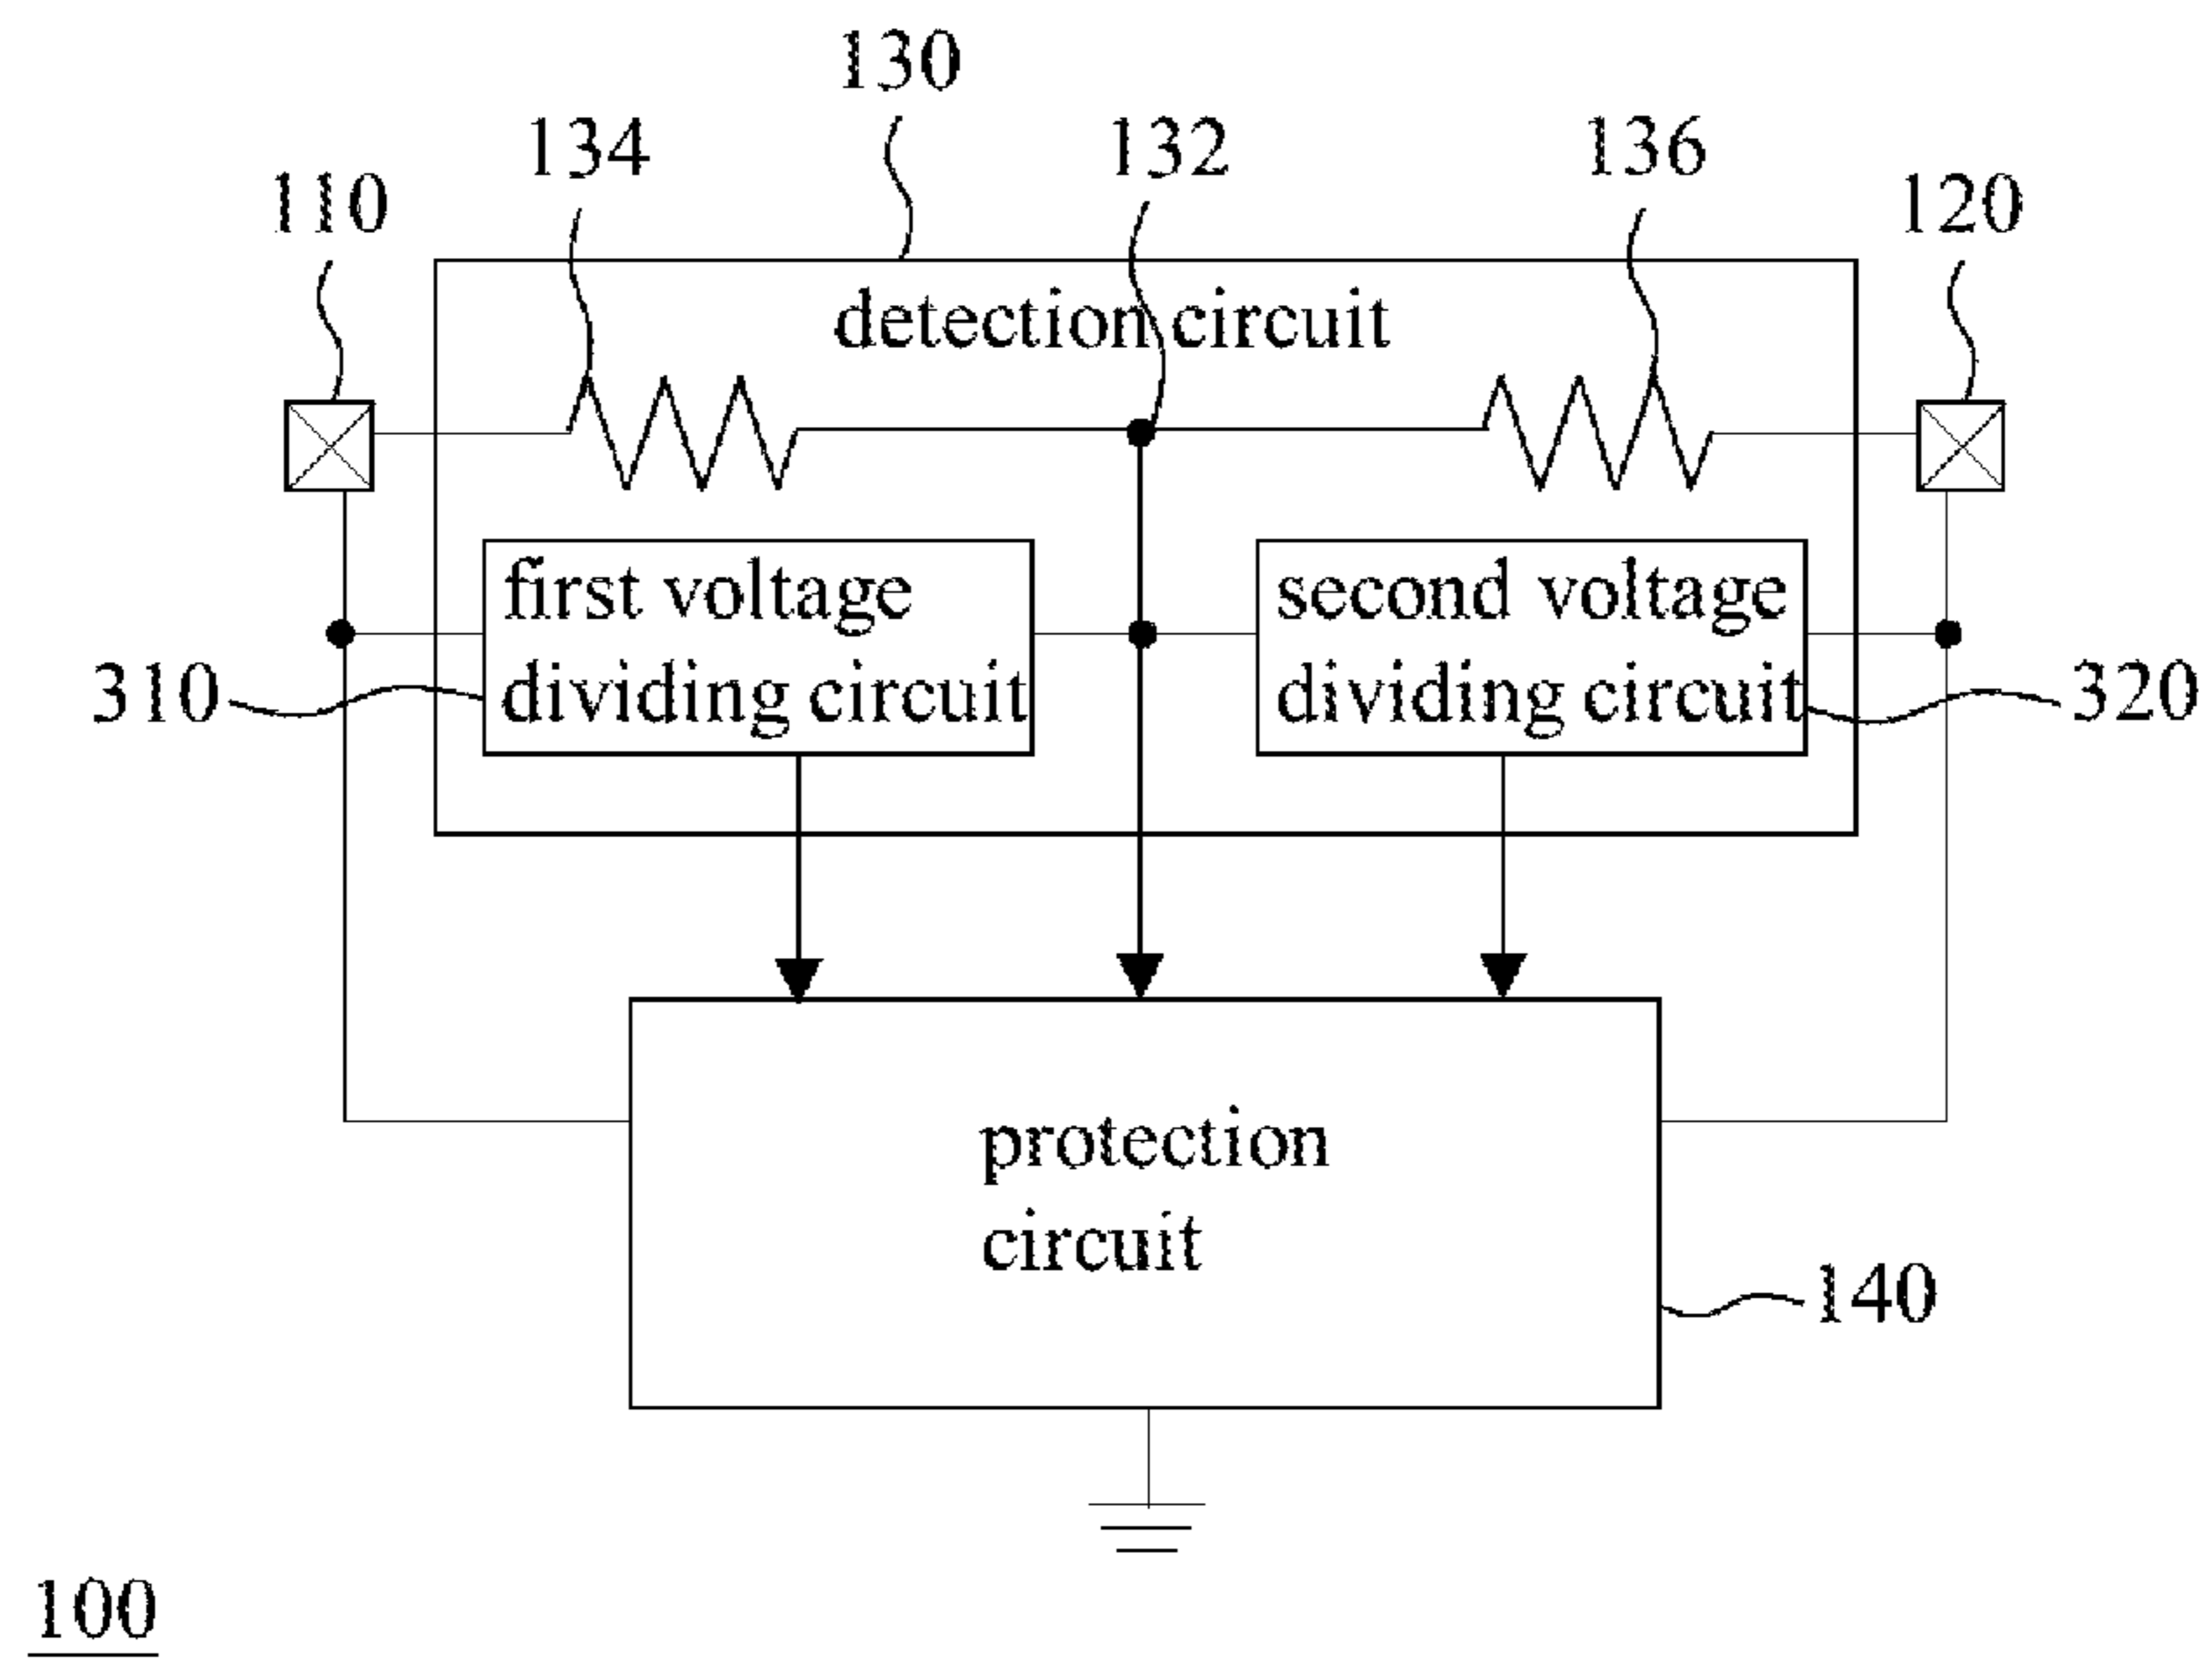 130
134
132
136
110
120
detection circuit
first voltage
dividing circuit
second voltage
dividing circuit
310
320
protection
circuit
140
100